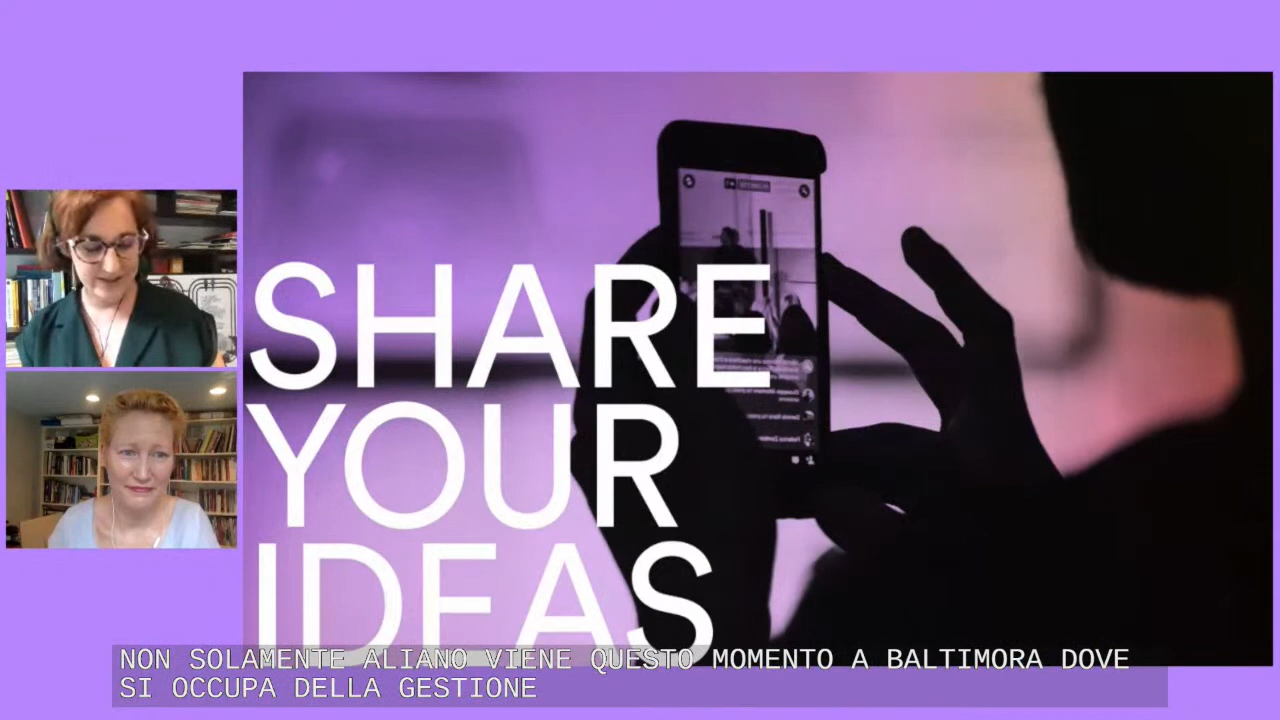 SHARE
YOUR
IDEAS
NON SOLAMENTE ALIANO VIENE QUESTO MOMENTO A BALTIMORA DOVE
SI OCCUPA DELLA GESTIONE